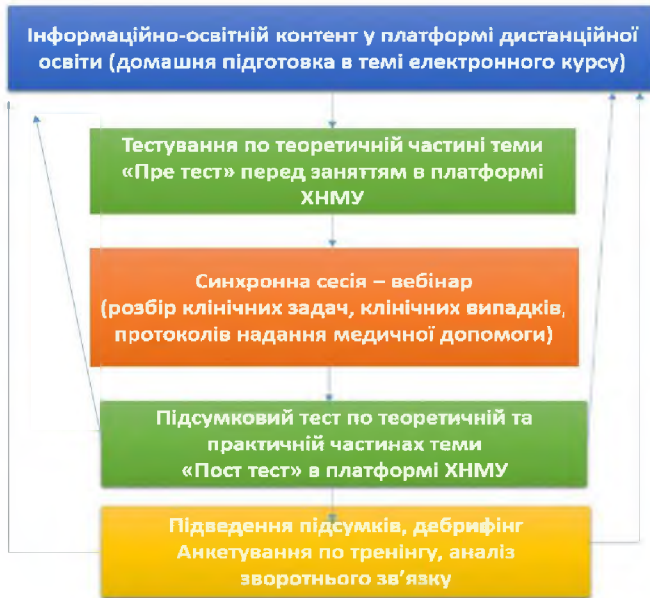 Інформаційно-освітній контент у платформі дистанційної
освіти (домашня підготовка в темі електронного курсу)
Тестування по теоретичній частині теми
«Пре тест» перед заняттям в платформі
ХНМУ
Синхронна сесія – вебінар
(розбір клінічних задач, клінічних випадків,
протоколів надання медичної допомоги)
Підсумковий тест по теоретичній та
практичній частинах теми
«Пост тест» в платформі ХНМУ
Підведення підсумків, дебрифінг
Анкетування по тренінгу, аналіз
зворотнього зв’язку